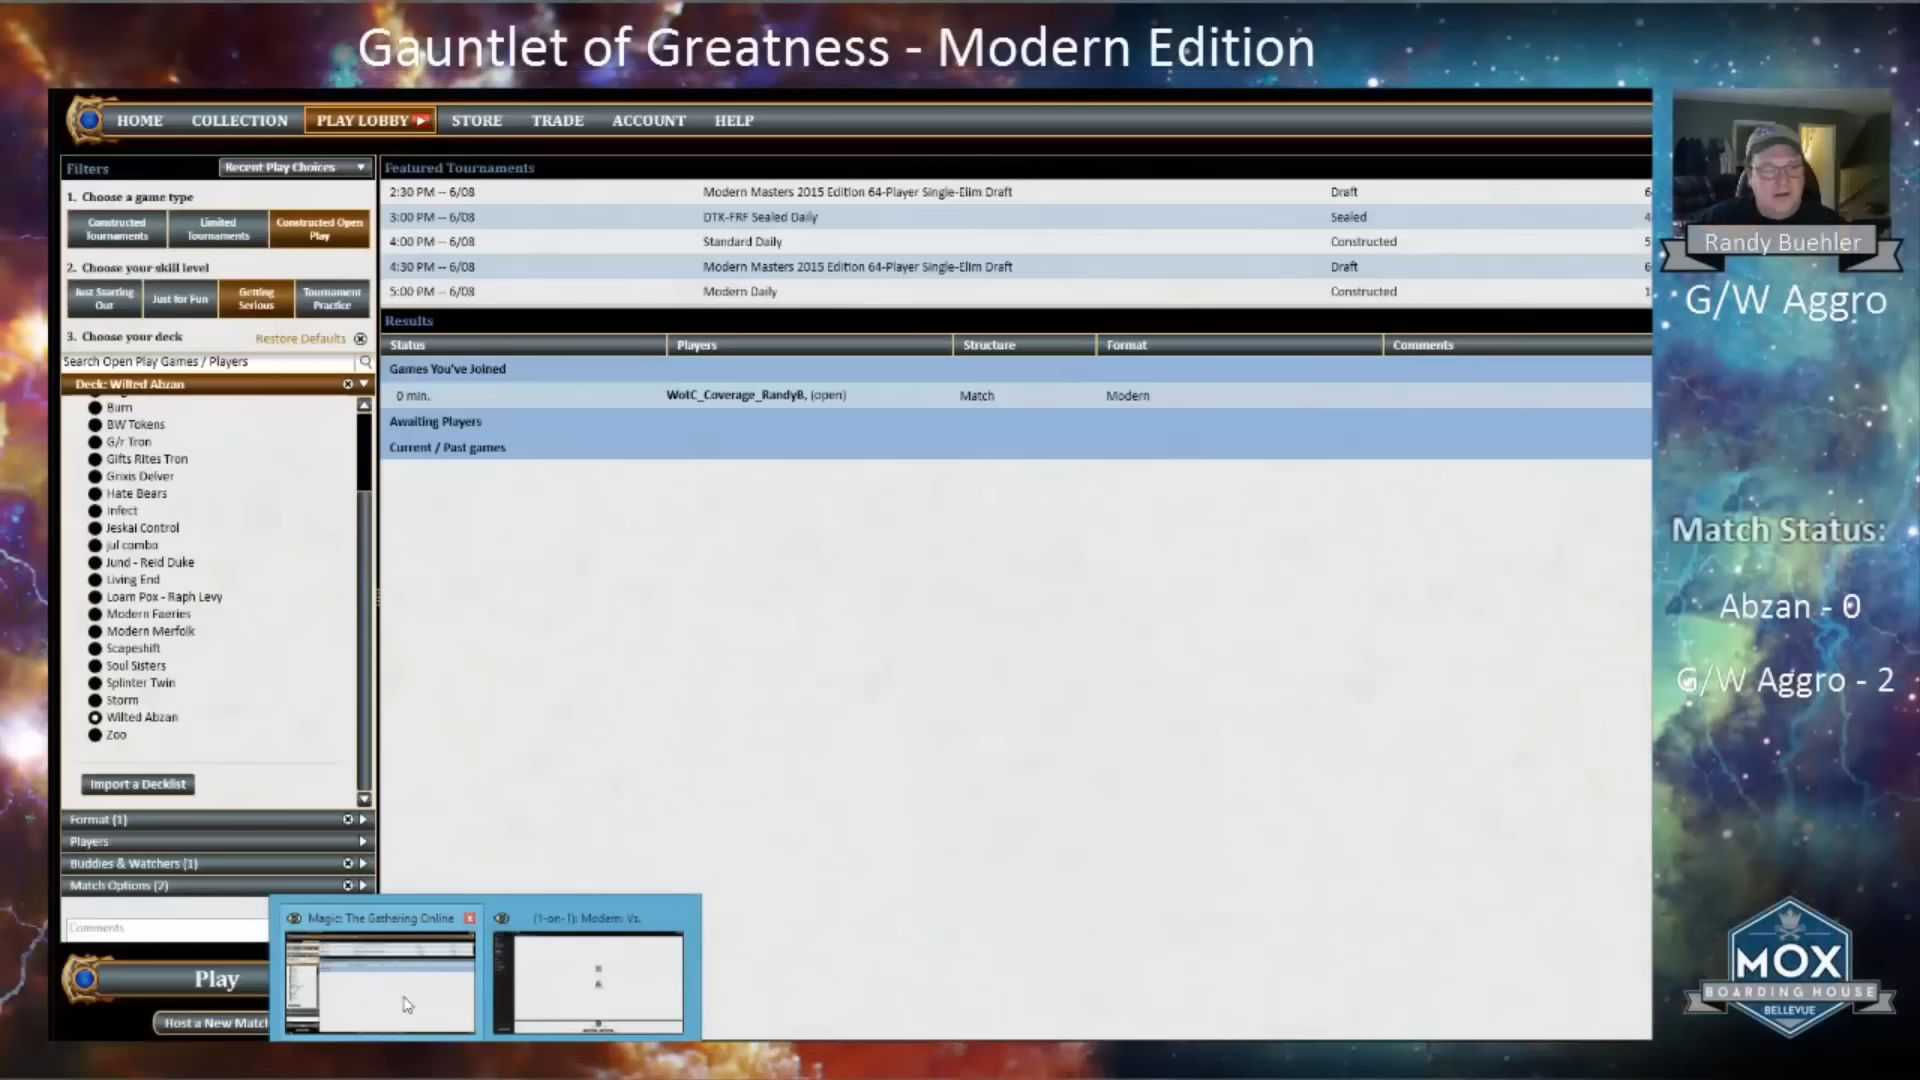 Gauntlet of Greatness - Modern Edition
HOME COLLECTION PLAY LOBBY STORE TRADE ACCOUNT HELP
Filters
Recent Play Choices
1. Choose a game type
Constructed Tournaments
Limited Tournaments
Constructed Open Play
2. Choose your skill level
Just Starting Out
Just for Fun
Getting Serious
Tournament Practice
3. Choose your deck
Restore Defaults
Search Open Play Games / Players
Deck: Wilted Abzan
Burn
BW Tokens
G/r Tron
Gifts Rites Tron
Grixis Delver
Hate Bears
Infect
Jeskai Control
jul combo
Jund - Reid Duke
Living End
Loam Pox - Raph Levy
Modern Faeries
Modern Merfolk
Scapeshift
Soul Sisters
Splinter Twin
Storm
Wilted Abzan
Zoo
Import a Decklist
Format (1)
Players
Buddies & Watchers (1)
Match Options (2)
Comments
Play
Host a New Match
Featured Tournaments
2:30 PM -- 6/08 Modern Masters 2015 Edition 64-Player Single-Elim Draft Draft 6
3:00 PM -- 6/08 DTK-FRF Sealed Daily Sealed 4
4:00 PM -- 6/08 Standard Daily Constructed 5
4:30 PM -- 6/08 Modern Masters 2015 Edition 64-Player Single-Elim Draft Draft 6
5:00 PM -- 6/08 Modern Daily Constructed 1
Results
Status Players Structure Format Comments
Games You've Joined
0 min. WotC_Coverage_RandyB, (open) Match Modern
Awaiting Players
Current / Past games
Magic: The Gathering Online
(1-on-1): Modern: Vs.
Randy Buehler
G/W Aggro
Match Status:
Abzan - 0
G/W Aggro - 2
MOX
BOARDING HOUSE
BELLEVUE